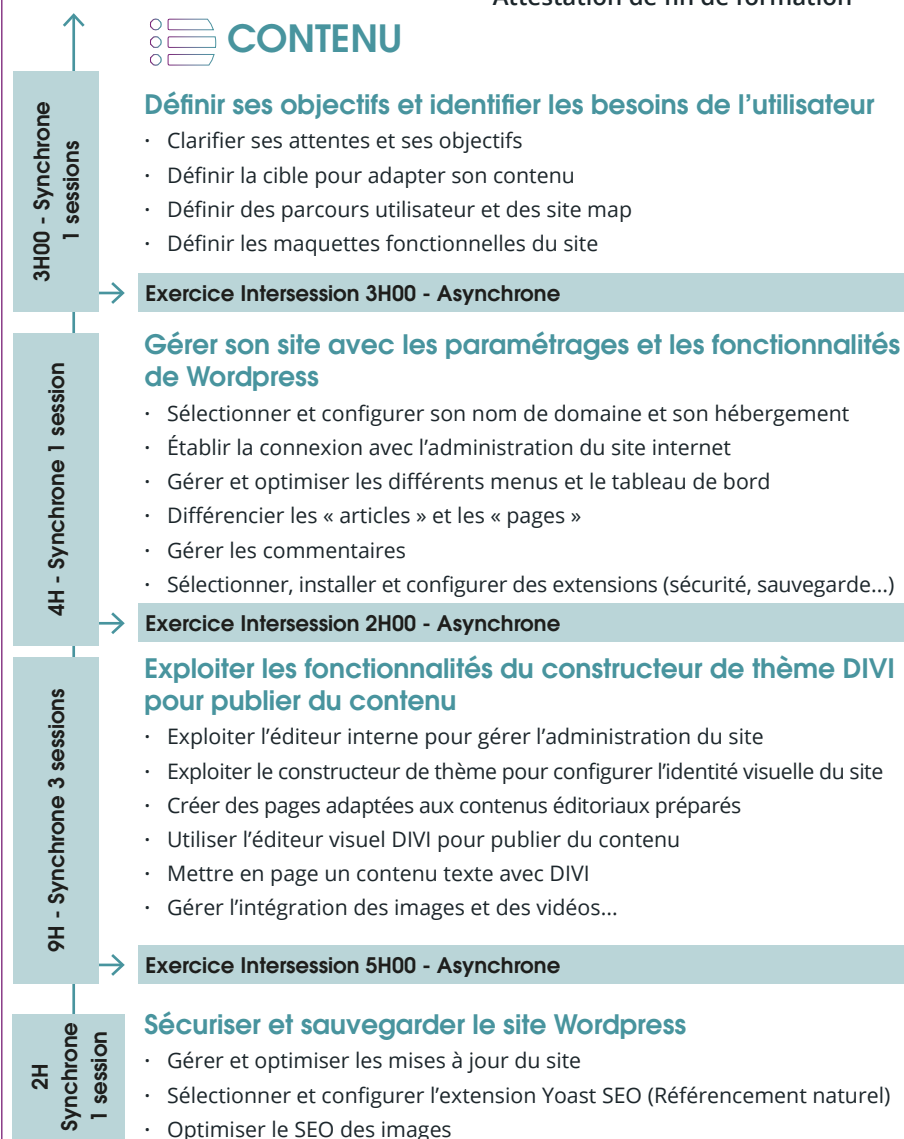 Attestation de fin de formation
CONTENU
3H00 - Synchrone
1 sessions
Définir ses objectifs et identifier les besoins de l’utilisateur
· Clarifier ses attentes et ses objectifs
· Définir la cible pour adapter son contenu
· Définir des parcours utilisateur et des site map
· Définir les maquettes fonctionnelles du site
Exercice Intersession 3H00 - Asynchrone
4H - Synchrone 1 session
Gérer son site avec les paramétrages et les fonctionnalités
de Wordpress
· Sélectionner et configurer son nom de domaine et son hébergement
· Établir la connexion avec l’administration du site internet
· Gérer et optimiser les différents menus et le tableau de bord
· Différencier les « articles » et les « pages »
· Gérer les commentaires
· Sélectionner, installer et configurer des extensions (sécurité, sauvegarde...)
Exercice Intersession 2H00 - Asynchrone
9H - Synchrone 3 sessions
Exploiter les fonctionnalités du constructeur de thème DIVI
pour publier du contenu
· Exploiter l’éditeur interne pour gérer l’administration du site
· Exploiter le constructeur de thème pour configurer l’identité visuelle du site
· Créer des pages adaptées aux contenus éditoriaux préparés
· Utiliser l’éditeur visuel DIVI pour publier du contenu
· Mettre en page un contenu texte avec DIVI
· Gérer l’intégration des images et des vidéos...
Exercice Intersession 5H00 - Asynchrone
2H
Synchrone
1 session
Sécuriser et sauvegarder le site Wordpress
· Gérer et optimiser les mises à jour du site
· Sélectionner et configurer l’extension Yoast SEO (Référencement naturel)
· Optimiser le SEO des images